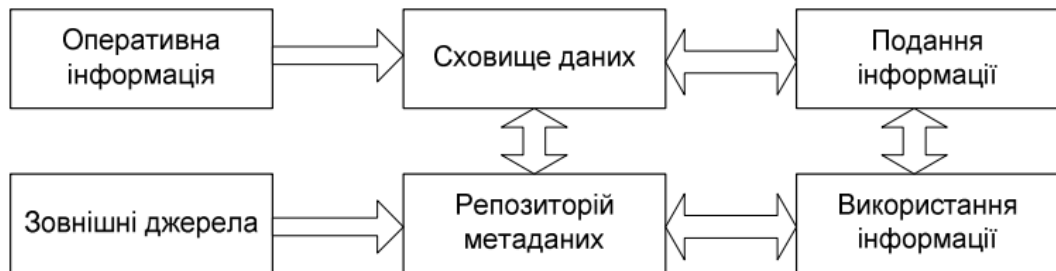 Оперативна
інформація
Сховище даних
Подання
інформації
Зовнішні джерела
Репозиторій
метаданих
Використання
інформації